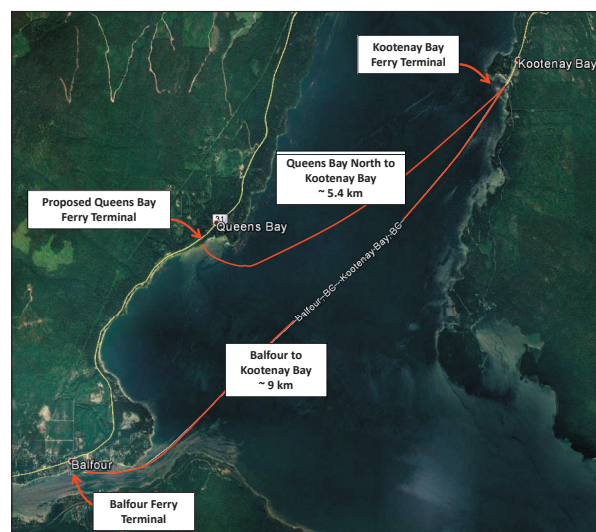 Kootenay Bay
Ferry Terminal
Kootenay Bay
Queens Bay North to
Kootenay Bay
~ 5.4 km
Proposed Queens Bay
Ferry Terminal
31
Queens Bay
Balfour--BC--Kootenay-Bay--BC
Balfour to
Kootenay Bay
~ 9 km
Balfour
Balfour Ferry
Terminal